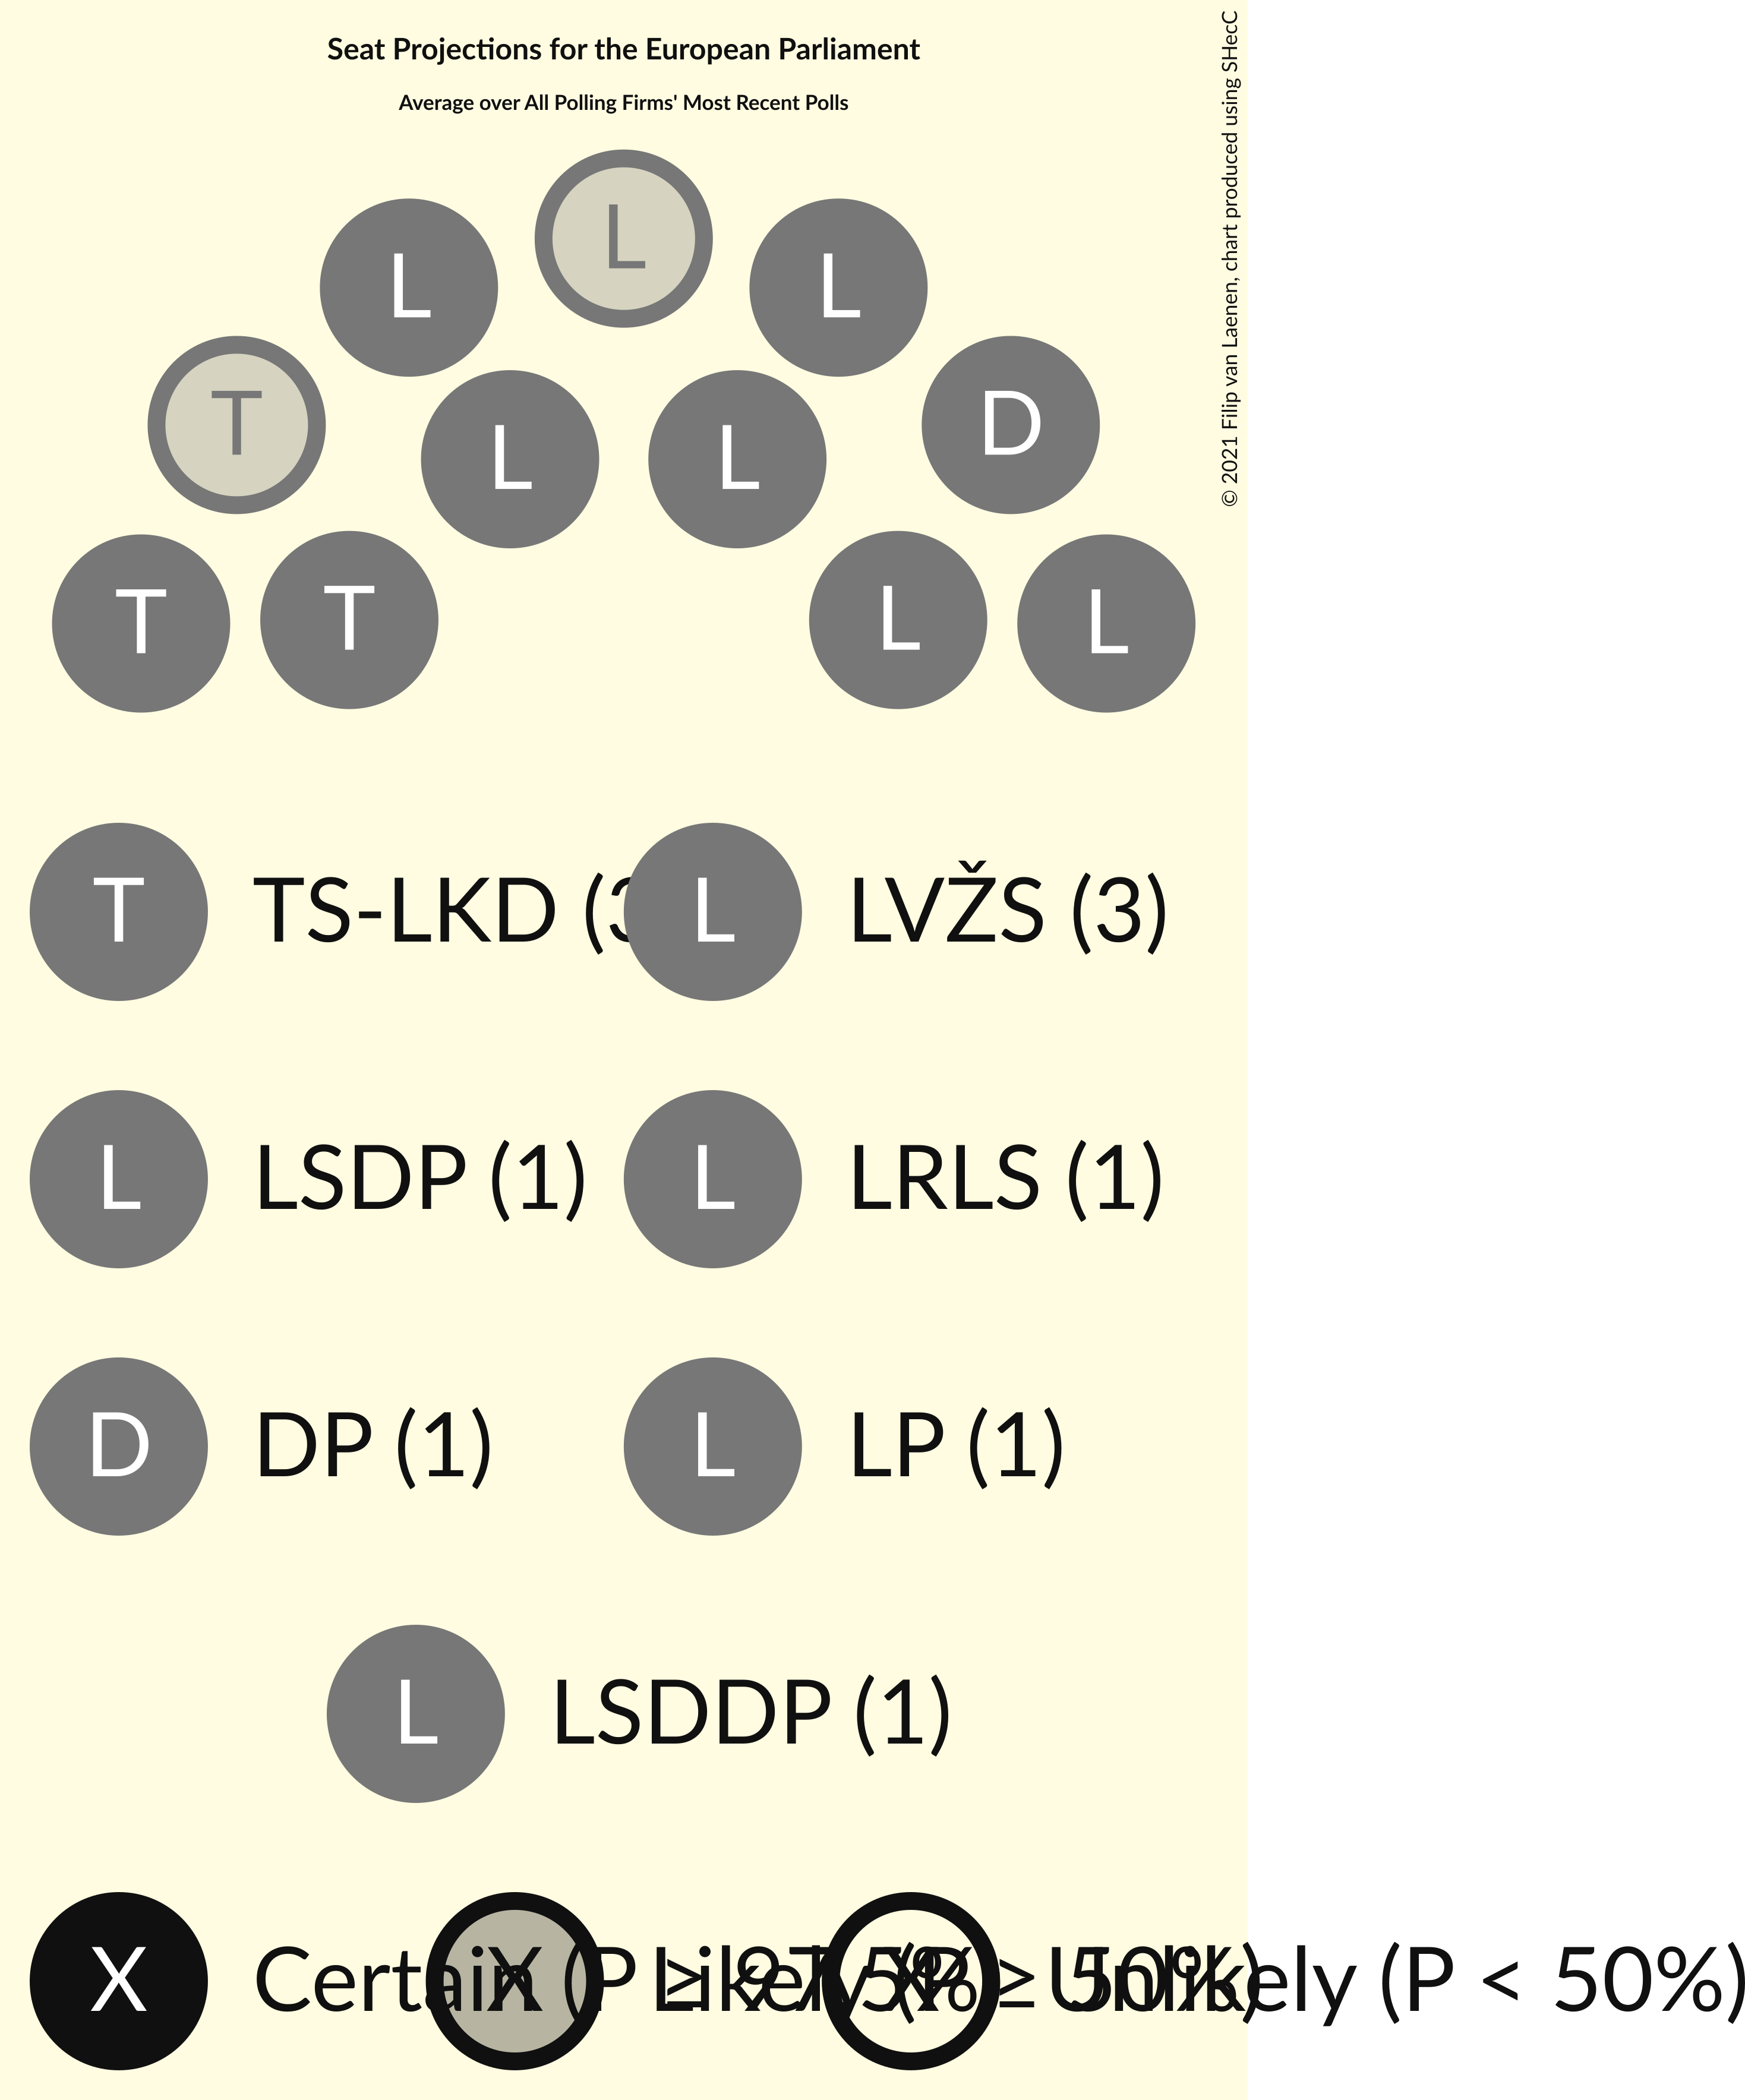 Seat Projections for the European Parliament
Average over All Polling Firms' Most Recent Polls
© 2021 Filip van Laenen, chart produced using SHecC
L
L
L
T
D
L
L
T
T
L
L
T TS-LKD (3
L LVŽS (3)
L LSDP (1)
L LRLS (1)
D DP (1)
L LP (1)
L LSDDP (1)
X Certain (P ≥ 97.5%)
X Likely (P ≥ 50%)
X Unlikely (P < 50%)